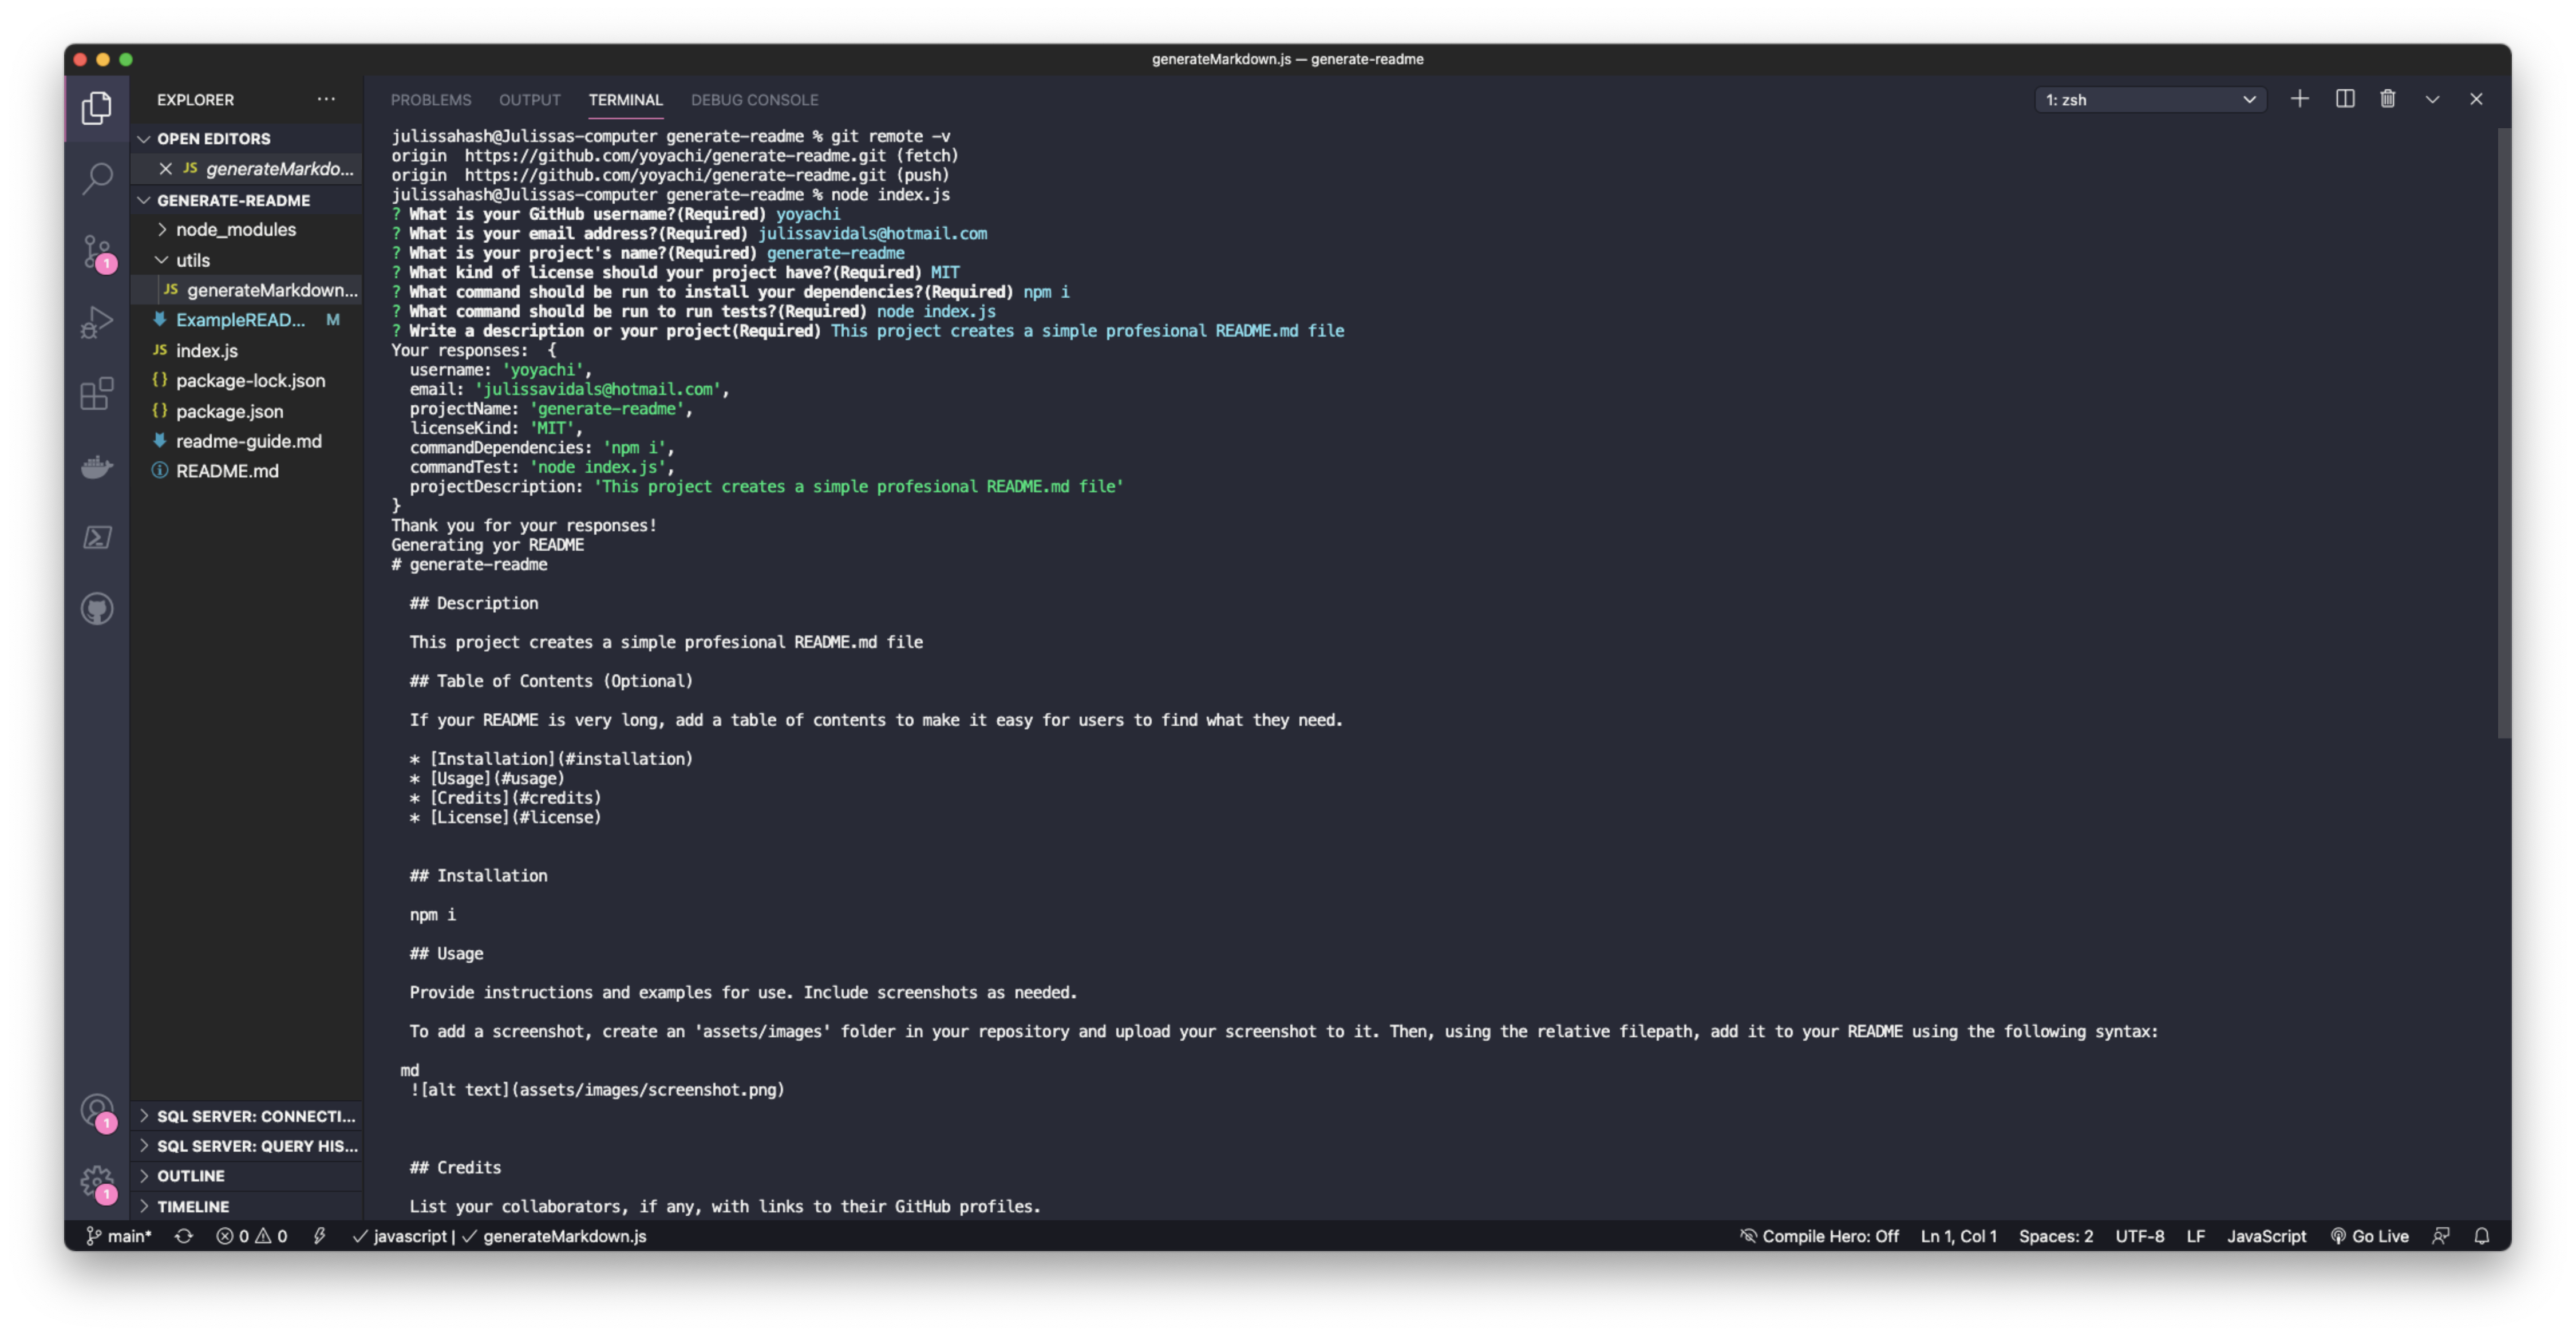 generateMarkdown.js — generate-readme
EXPLORER
OPEN EDITORS
JS generateMarkdo...
GENERATE-README
node_modules
utils
JS generateMarkdown...
ExampleREAD... M
JS index.js
{} package-lock.json
{} package.json
readme-guide.md
README.md
SQL SERVER: CONNECTI...
SQL SERVER: QUERY HIS...
OUTLINE
TIMELINE
1
1
1
PROBLEMS OUTPUT TERMINAL DEBUG CONSOLE 1: zsh
julissahash@Julissas-computer generate-readme % git remote -v
origin  https://github.com/yoyachi/generate-readme.git (fetch)
origin  https://github.com/yoyachi/generate-readme.git (push)
julissahash@Julissas-computer generate-readme % node index.js
? What is your GitHub username?(Required) yoyachi
? What is your email address?(Required) julissavidals@hotmail.com
? What is your project's name?(Required) generate-readme
? What kind of license should your project have?(Required) MIT
? What command should be run to install your dependencies?(Required) npm i
? What command should be run to run tests?(Required) node index.js
? Write a description or your project(Required) This project creates a simple profesional README.md file
Your responses:  {
  username: 'yoyachi',
  email: 'julissavidals@hotmail.com',
  projectName: 'generate-readme',
  licenseKind: 'MIT',
  commandDependencies: 'npm i',
  commandTest: 'node index.js',
  projectDescription: 'This project creates a simple profesional README.md file'
}
Thank you for your responses!
Generating yor README
# generate-readme
## Description
This project creates a simple profesional README.md file
## Table of Contents (Optional)
If your README is very long, add a table of contents to make it easy for users to find what they need.
* [Installation](#installation)
* [Usage](#usage)
* [Credits](#credits)
* [License](#license)
## Installation
npm i
## Usage
Provide instructions and examples for use. Include screenshots as needed.
To add a screenshot, create an 'assets/images' folder in your repository and upload your screenshot to it. Then, using the relative filepath, add it to your README using the following syntax:
md
![alt text](assets/images/screenshot.png)
## Credits
List your collaborators, if any, with links to their GitHub profiles.
main* 0 0 javascript | generateMarkdown.js Compile Hero: Off Ln 1, Col 1 Spaces: 2 UTF-8 LF JavaScript Go Live